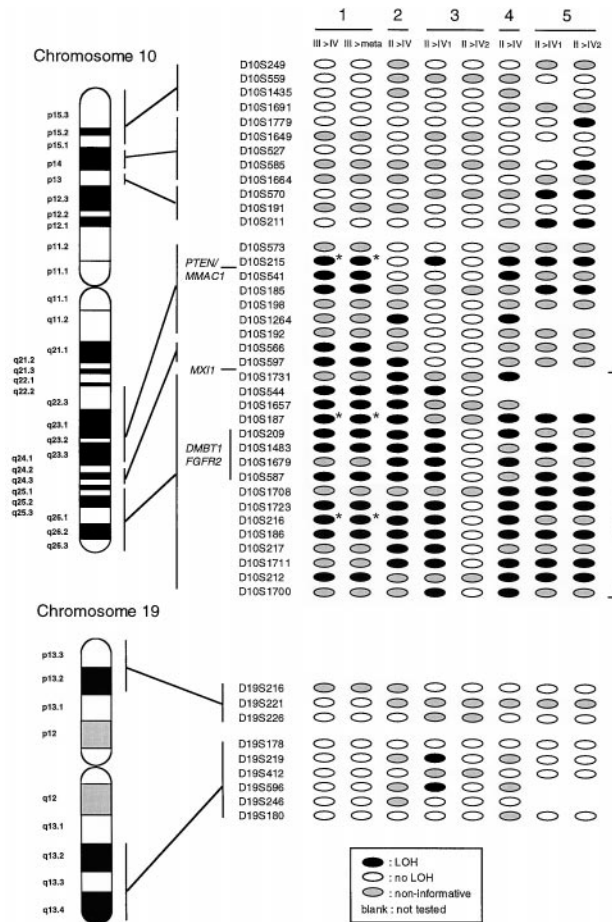 1 2 3 4 5
III >IV III >meta II >IV II >IV1 II >IV2 II >IV II >IV1 II >IV2
Chromosome 10
p15.3
p15.2
p15.1
p14
p13
p12.3
p12.2
p12.1
p11.2
p11.1
q11.1
q11.2
q21.1
q21.2
q21.3
q22.1
q22.2
q22.3
q23.1
q23.2
q23.3
q24.1
q24.2
q24.3
q25.1
q25.2
q25.3
q26.1
q26.2
q26.3
PTEN/
MMAC1
MXI1
DMBT1
FGFR2
D10S249
D10S559
D10S1435
D10S1691
D10S1779
D10S1649
D10S527
D10S585
D10S1664
D10S570
D10S191
D10S211
D10S573
D10S215 * *
D10S541
D10S185
D10S198
D10S1264
D10S192
D10S566
D10S597
D10S1731
D10S544
D10S1657
D10S187 * *
D10S209
D10S1483
D10S1679
D10S587
D10S1708
D10S1723
D10S216 * *
D10S186
D10S217
D10S1711
D10S212
D10S1700
Chromosome 19
p13.3
p13.2
p13.1
p12
q12
q13.1
q13.2
q13.3
q13.4
D19S216
D19S221
D19S226
D19S178
D19S219
D19S412
D19S596
D19S246
D19S180
: LOH
: no LOH
: non-informative
blank : not tested